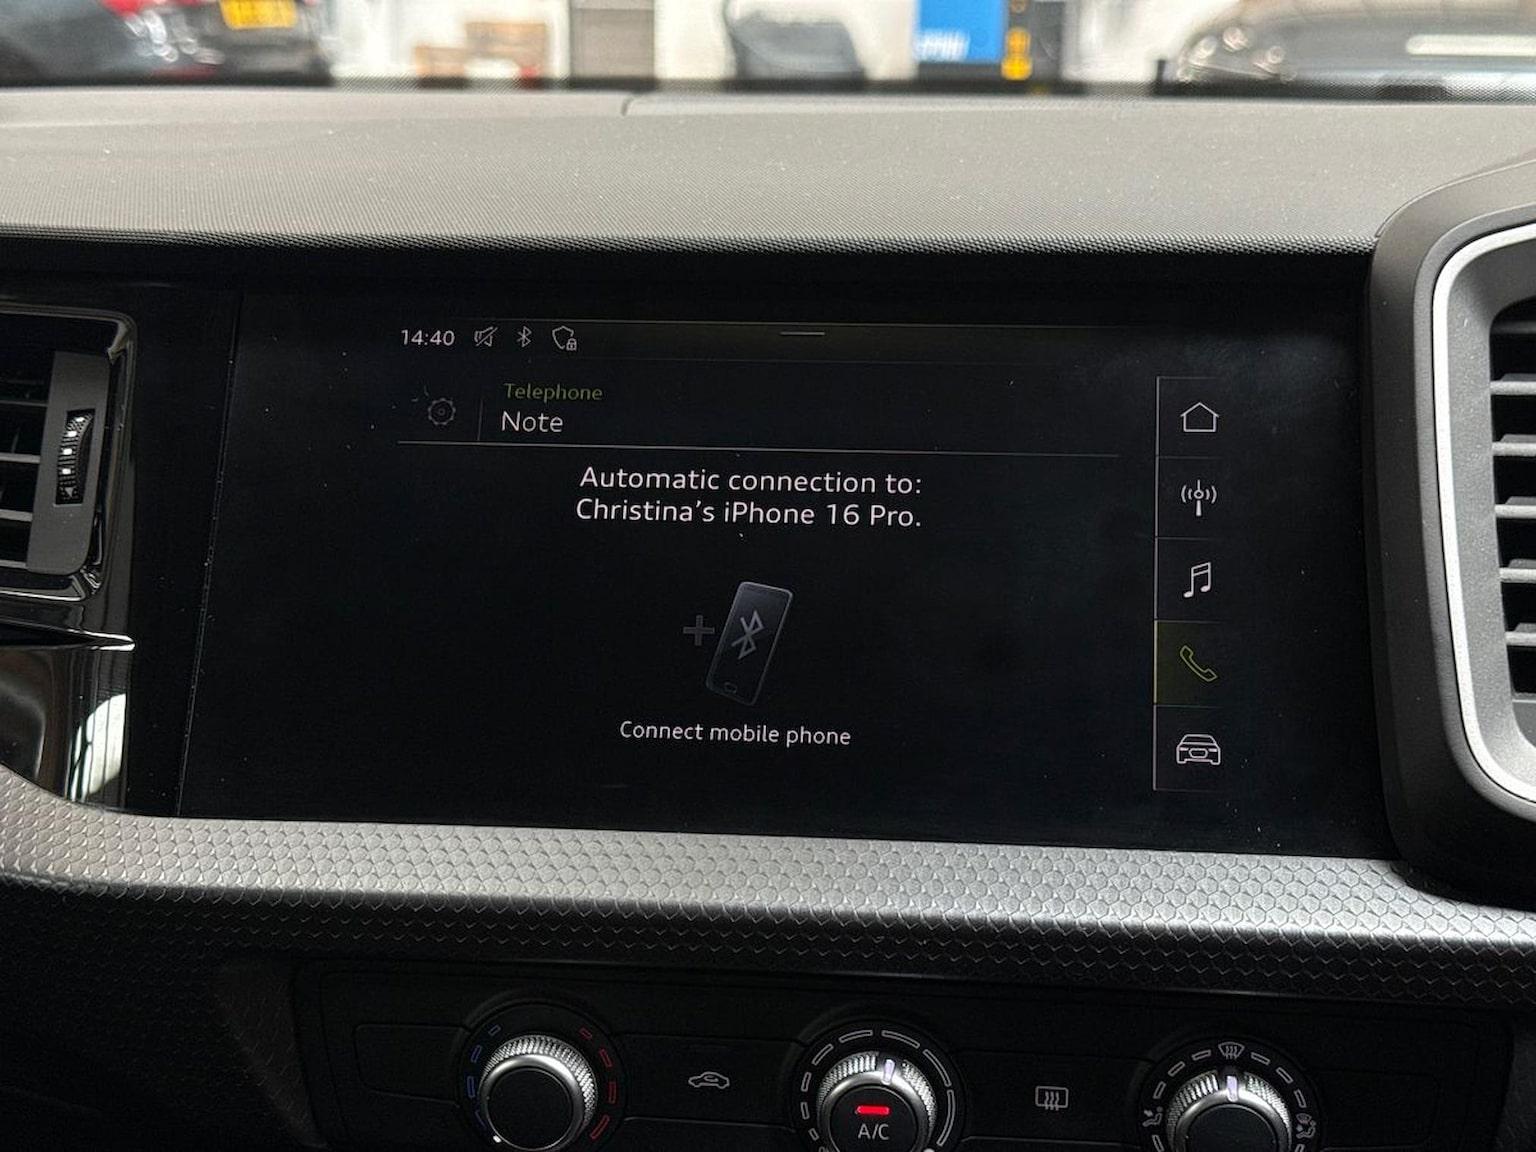 14:40
Telephone
Note
Automatic connection to:
Christina's iPhone 16 Pro.
Connect mobile phone
A/C